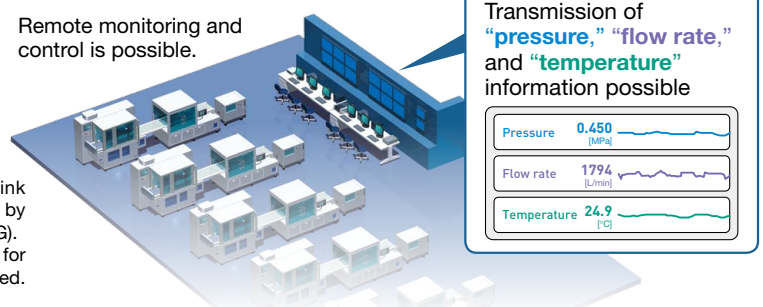 Remote monitoring and
control is possible.
ink
by
G).
for
ed.
Transmission of
“pressure,” “flow rate,”
and “temperature”
information possible
Pressure 0.450
[MPa]
Flow rate 1794
[L/min]
Temperature 24.9
[°C]